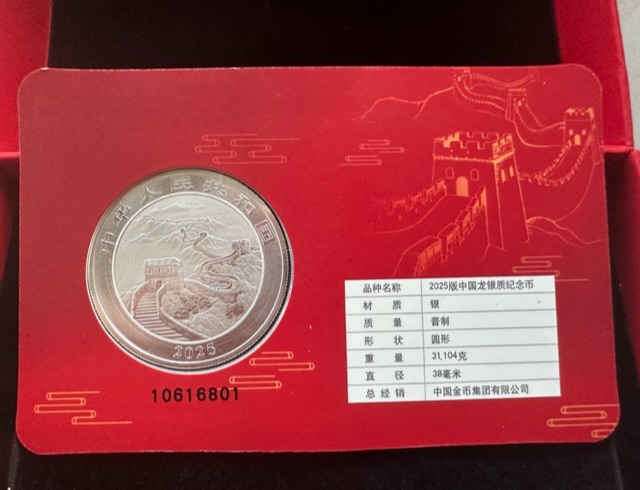 中华人民共和国
2025
10616801
品种名称 2025版中国龙银质纪念币
材 质 银
质 量 普制
形 状 圆形
重 量 31,104克
直 径 38毫米
总 经 销 中国金币集团有限公司